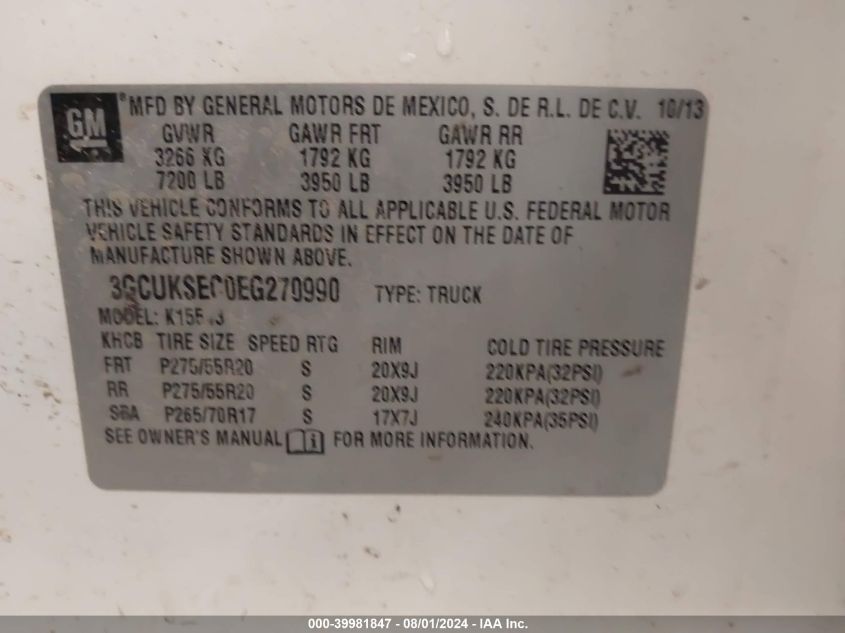 GM ® MFD BY GENERAL MOTORS DE MEXICO, S. DE R.L. DE C.V. 10/13
GVWR GAWR FRT GAWR RR
3266 KG 1792 KG 1792 KG
7200 LB 3950 LB 3950 LB
THIS VEHICLE CONFORMS TO ALL APPLICABLE U.S. FEDERAL MOTOR
VEHICLE SAFETY STANDARDS IN EFFECT ON THE DATE OF
MANUFACTURE SHOWN ABOVE.
3GCUKSEC0EG270990 TYPE: TRUCK
MODEL:
KHCB TIRE SIZE SPEED RTG RIM COLD TIRE PRESSURE
FRT P275/55R20 S 20X9J 220KPA(32PSI)
RR P275/55R20 S 20X9J 220KPA(32PSI)
SPA P265/70R17 S 17X7J 240KPA(35PSI)
SEE OWNER'S MANUAL i FOR MORE INFORMATION.
000-39981847 - 08/01/2024 - IAA Inc.